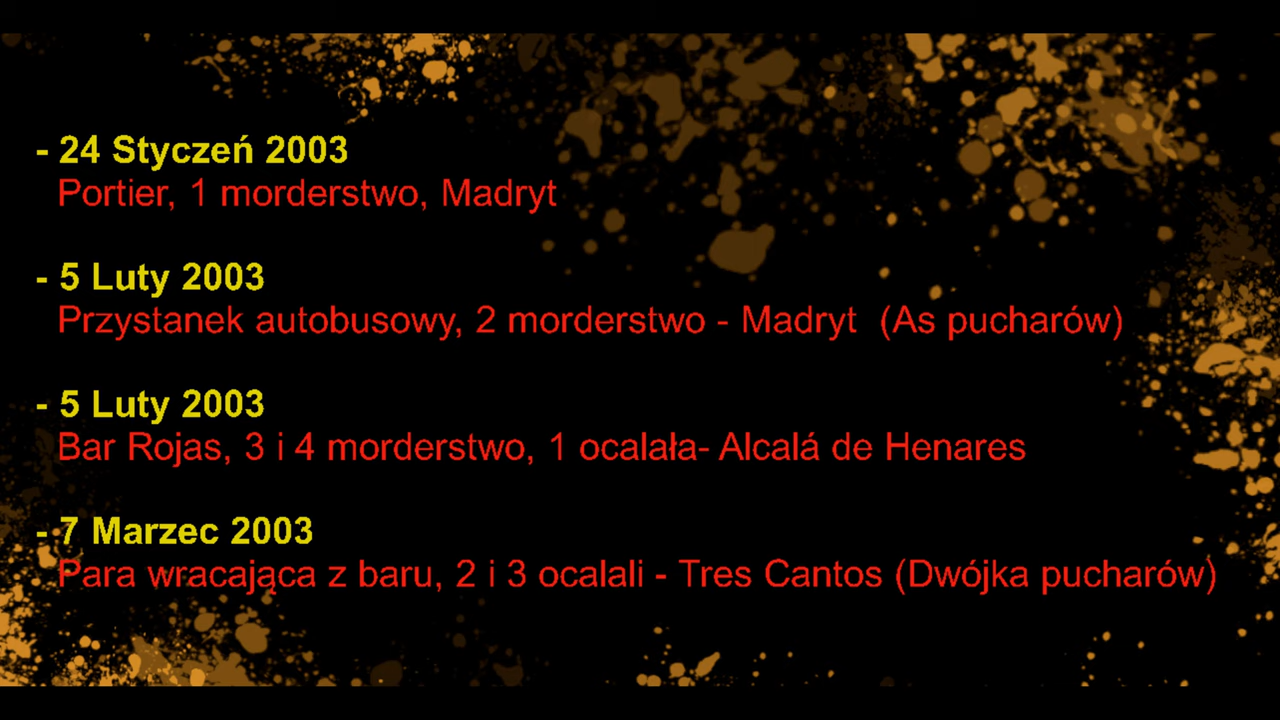 - 24 Styczeń 2003
Portier, 1 morderstwo, Madryt
- 5 Luty 2003
Przystanek autobusowy, 2 morderstwo - Madryt (As pucharów)
- 5 Luty 2003
Bar Rojas, 3 i 4 morderstwo, 1 ocalała- Alcalá de Henares
- 7 Marzec 2003
Para wracająca z baru, 2 i 3 ocalali - Tres Cantos (Dwójka pucharów)